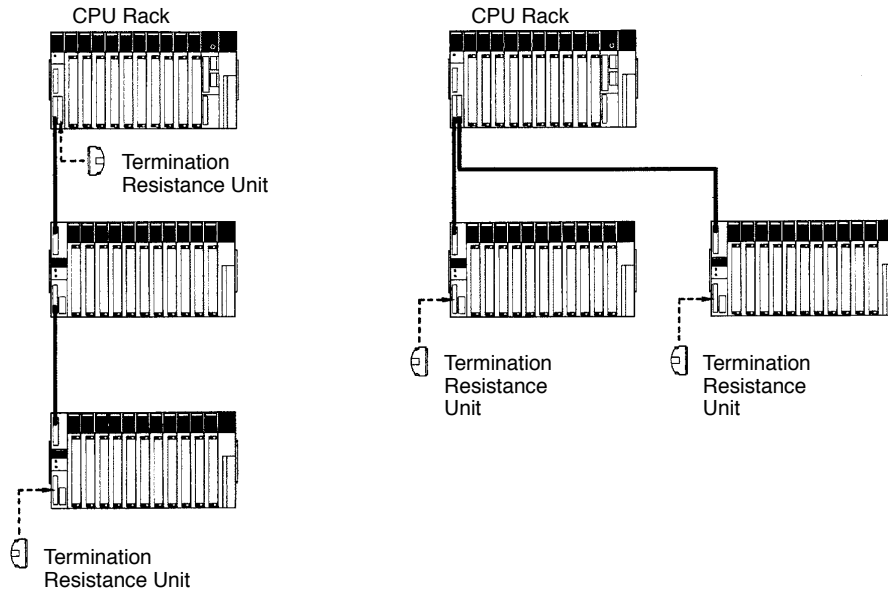 CPU Rack
Termination
Resistance Unit
Termination
Resistance Unit
CPU Rack
Termination
Resistance
Unit
Termination
Resistance
Unit